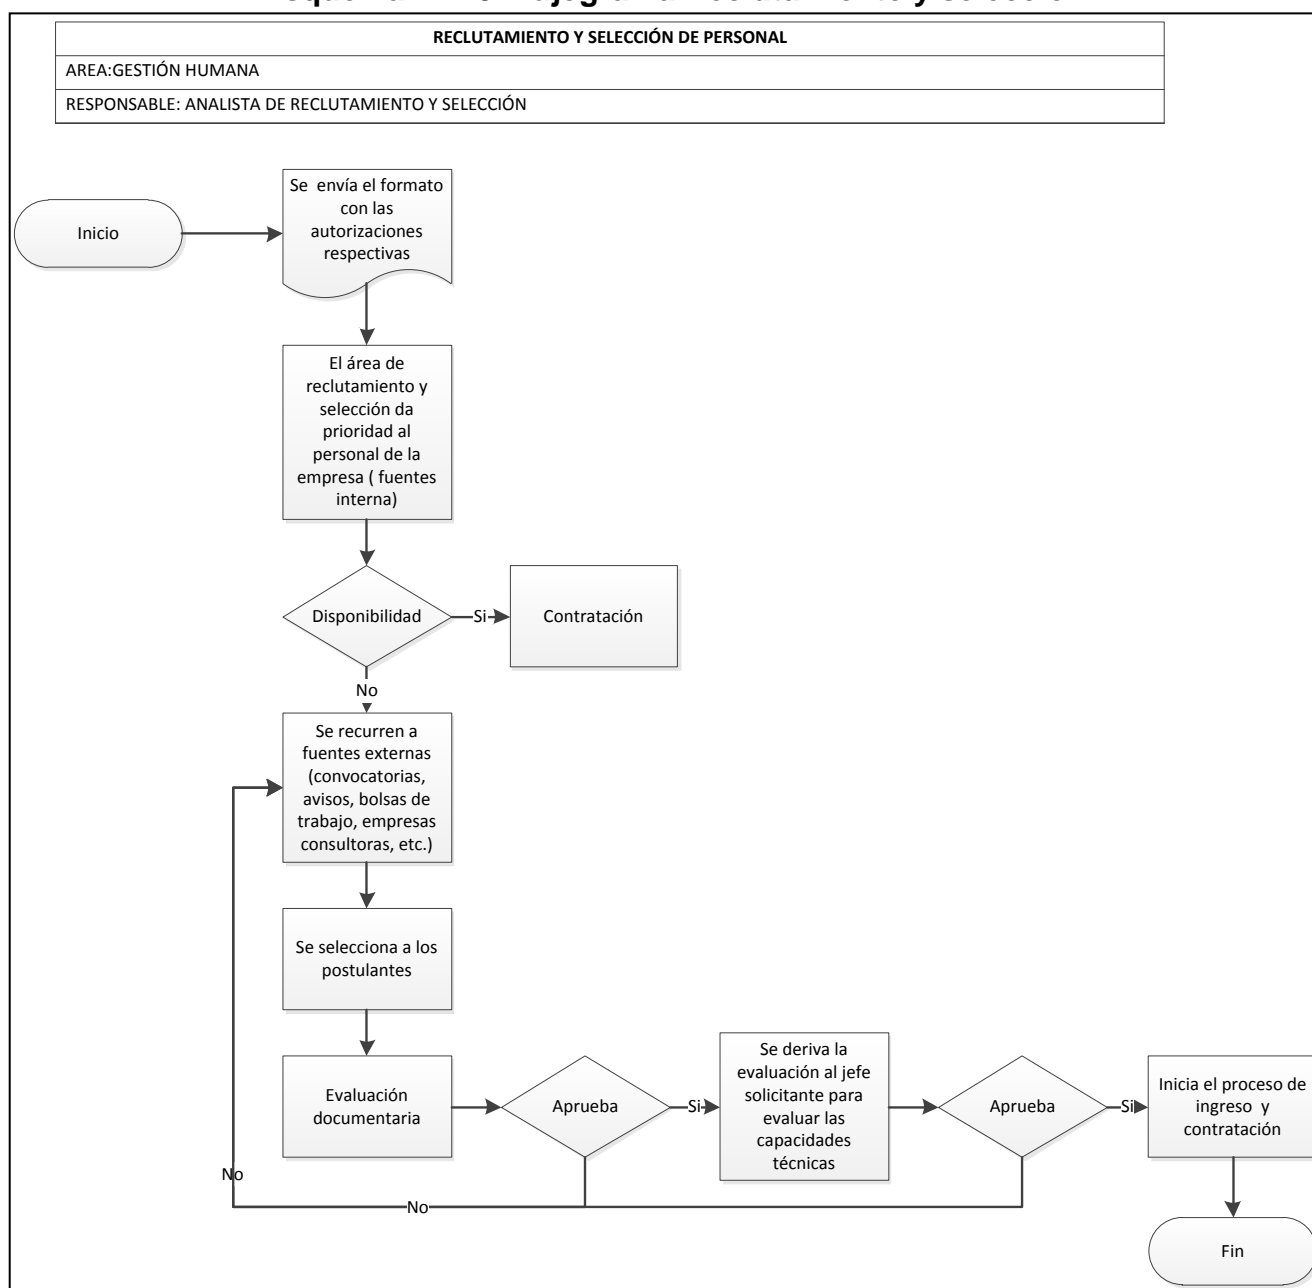 RECLUTAMIENTO Y SELECCIÓN DE PERSONAL
AREA:GESTIÓN HUMANA
RESPONSABLE: ANALISTA DE RECLUTAMIENTO Y SELECCIÓN
Inicio
Se envía el formato
con las
autorizaciones
respectivas
El área de
reclutamiento y
selección da
prioridad al
personal de la
empresa ( fuentes
interna)
Disponibilidad
Si
Contratación
No
Se recurren a
fuentes externas
(convocatorias,
avisos, bolsas de
trabajo, empresas
consultoras, etc.)
Se selecciona a los
postulantes
Evaluación
documentaria
Aprueba
Si
Se deriva la
evaluación al jefe
solicitante para
evaluar las
capacidades
técnicas
Aprueba
Si
Inicia el proceso de
ingreso y
contratación
No
No
Fin